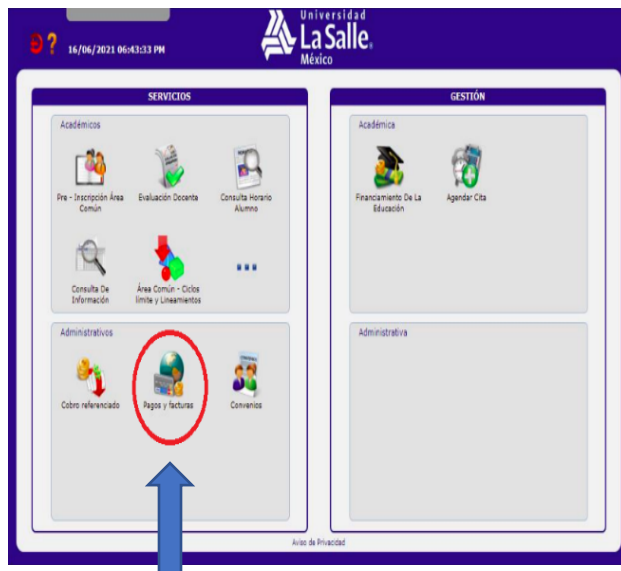 Universidad
La Salle®
México
? 16/06/2021 06:43:33 PM
SERVICIOS
Académicos
Pre - Inscripción Área
Común
Evaluación Docente
Consulta Horario
Alumno
Consulta De
Información
Área Común - Ciclos
límite y Lineamientos
...
Administrativos
Cobro referenciado
Pagos y facturas
Convenios
GESTIÓN
Académica
Financiamiento De La
Educación
Agendar Cita
Administrativa
Aviso de Privacidad